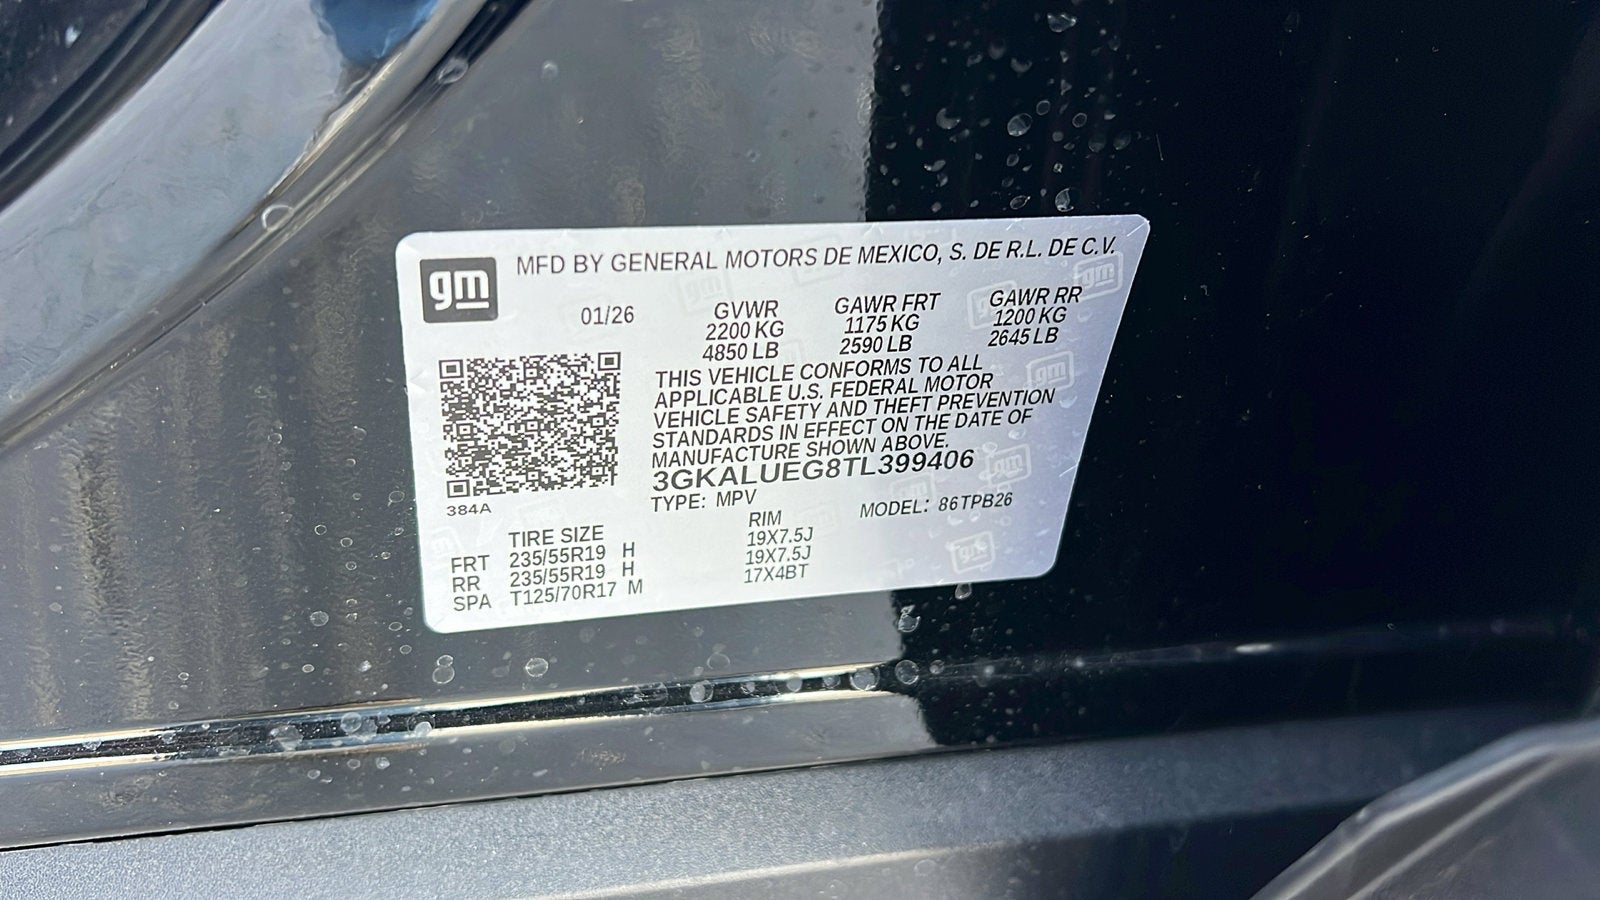 gm
MFD BY GENERAL MOTORS DE MEXICO, S. DE R.L. DE C.V.
01/26 GVWR GAWR FRT GAWR RR
2200 KG 1175 KG 1200 KG
4850 LB 2590 LB 2645 LB
THIS VEHICLE CONFORMS TO ALL
APPLICABLE U.S. FEDERAL MOTOR
VEHICLE SAFETY AND THEFT PREVENTION
STANDARDS IN EFFECT ON THE DATE OF
MANUFACTURE SHOWN ABOVE.
3GKALUEG8TL399406
TYPE: MPV MODEL: 86TPB26
384A
TIRE SIZE RIM
FRT 235/55R19 H 19X7.5J
RR 235/55R19 H 19X7.5J
SPA T125/70R17 M 17X4BT